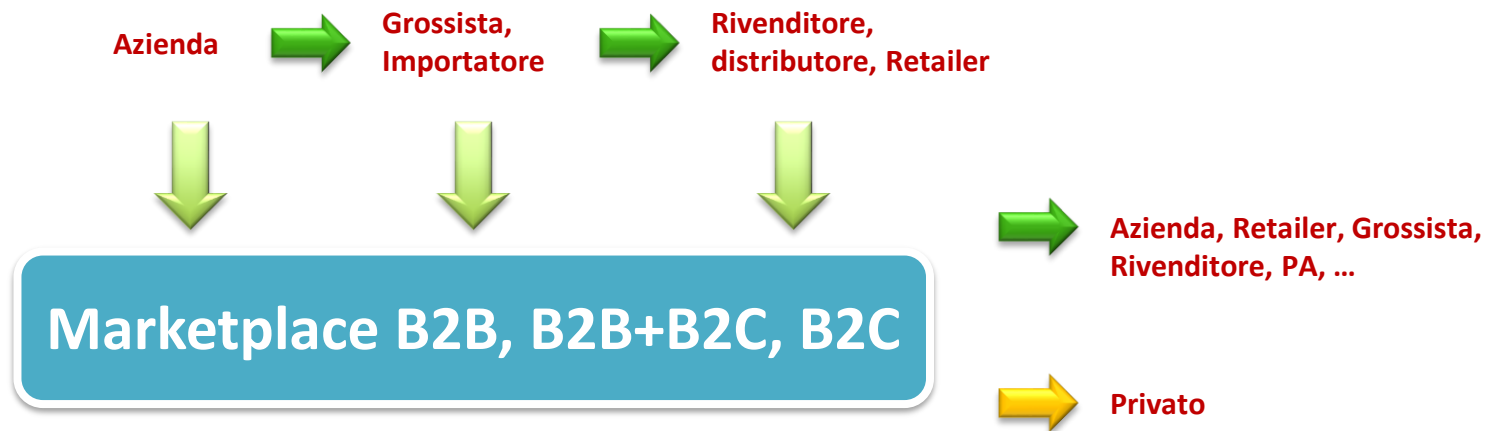 Azienda
Grossista,
Importatore
Rivenditore,
distributore, Retailer
Azienda, Retailer, Grossista,
Rivenditore, PA, …
Marketplace B2B, B2B+B2C, B2C
Privato